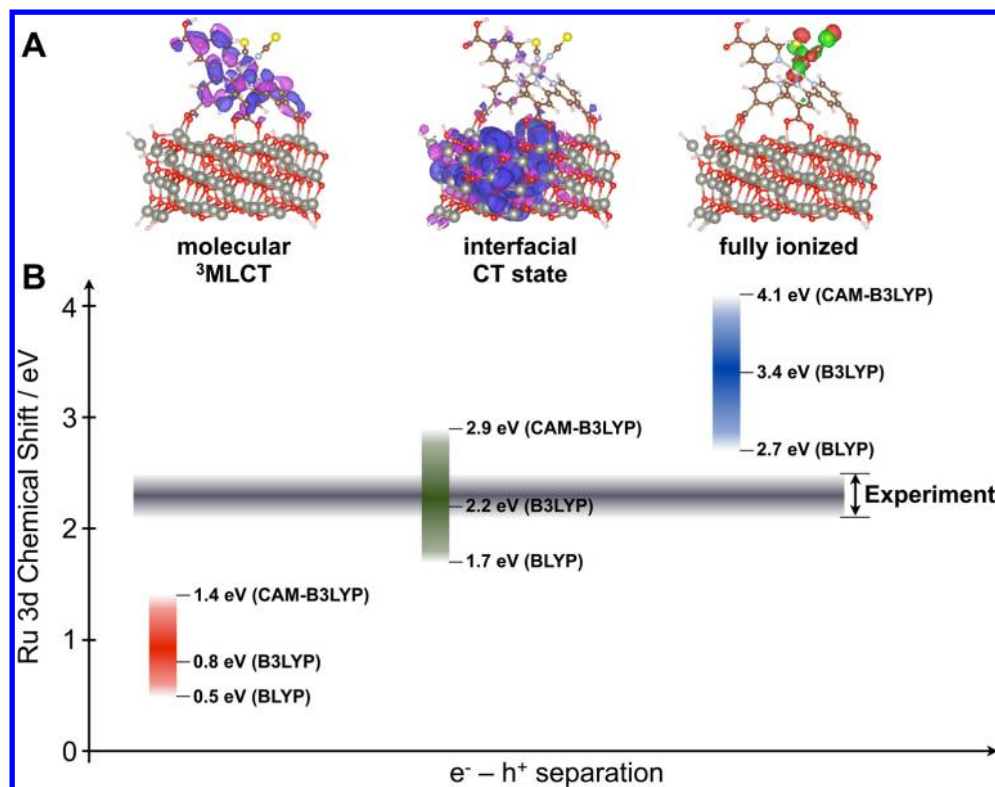 A
molecular
³MLCT
interfacial
CT state
fully ionized
B
Ru 3d Chemical Shift / eV
4
3
2
1
0
4.1 eV (CAM-B3LYP)
3.4 eV (B3LYP)
2.7 eV (BLYP)
2.9 eV (CAM-B3LYP)
2.2 eV (B3LYP)
1.7 eV (BLYP)
Experiment
1.4 eV (CAM-B3LYP)
0.8 eV (B3LYP)
0.5 eV (BLYP)
e⁻ – h⁺ separation